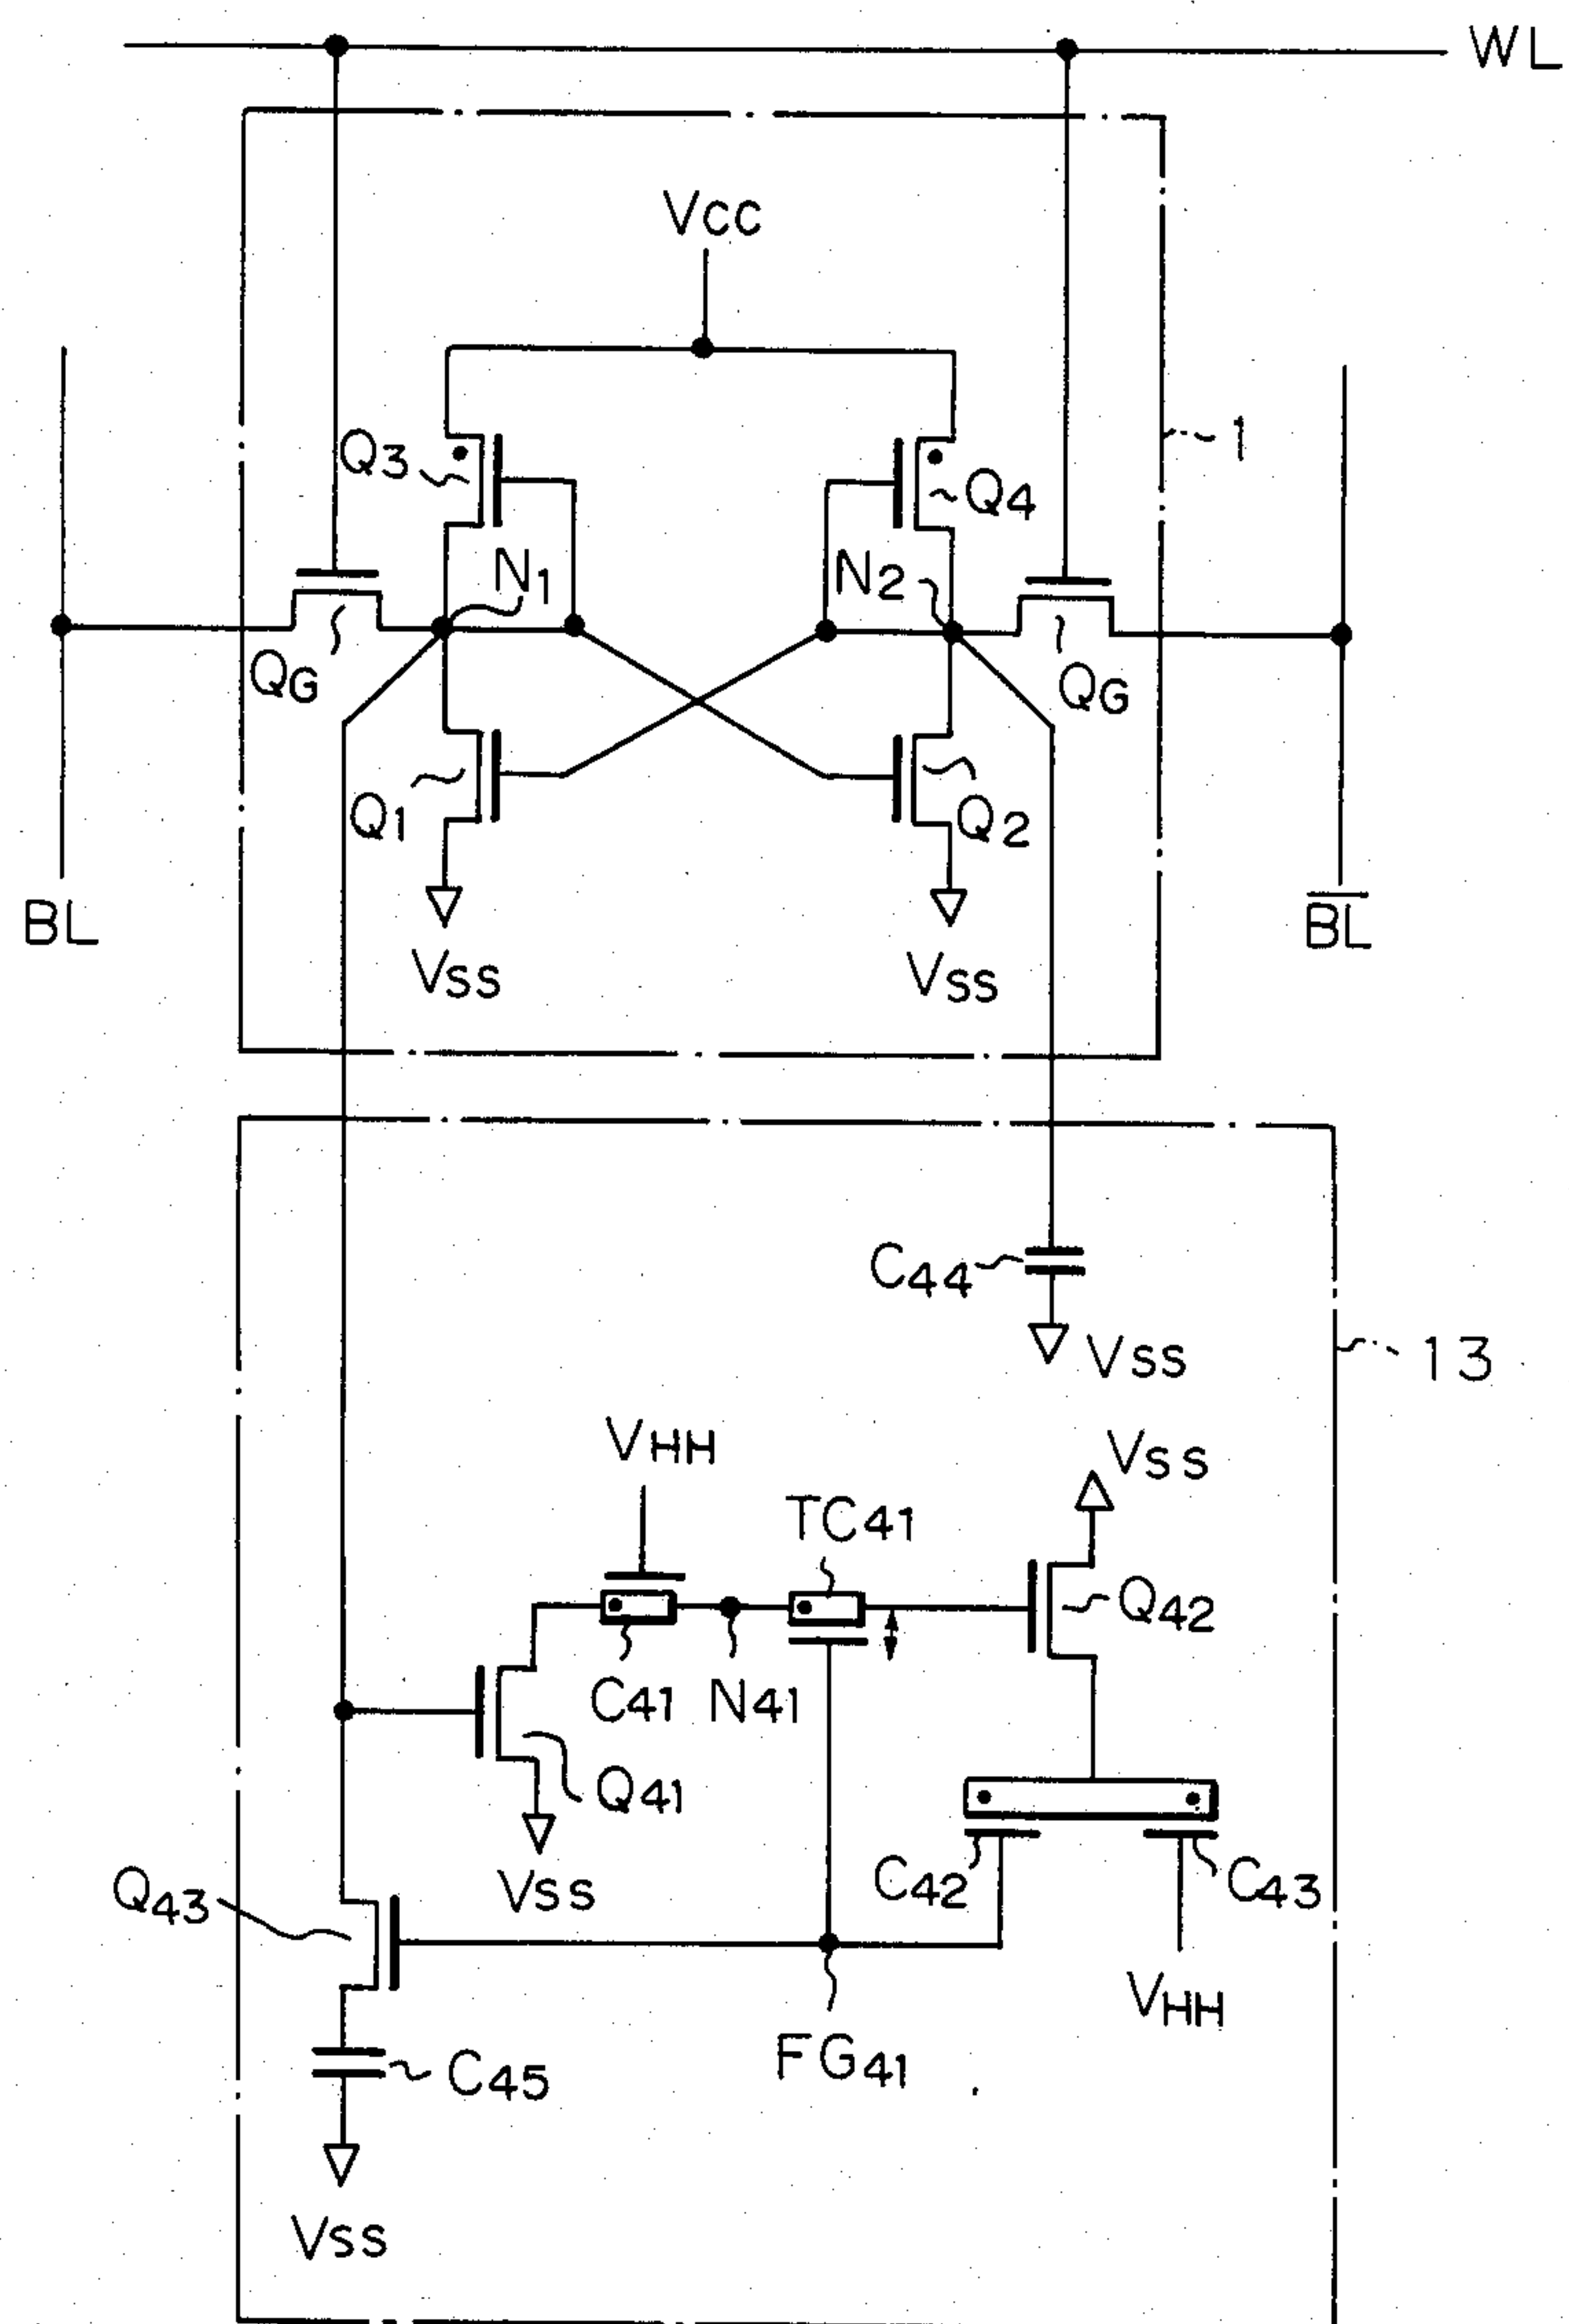 WL
Vcc
1
Q3
Q4
N1
N2
QG
QG
Q1
Q2
BL
B̅L̅
Vss
Vss
C44
Vss
13
VHH
Vss
TC41
Q42
C41
N41
Q41
Vss
C42
C43
Q43
VHH
FG41
C45
Vss